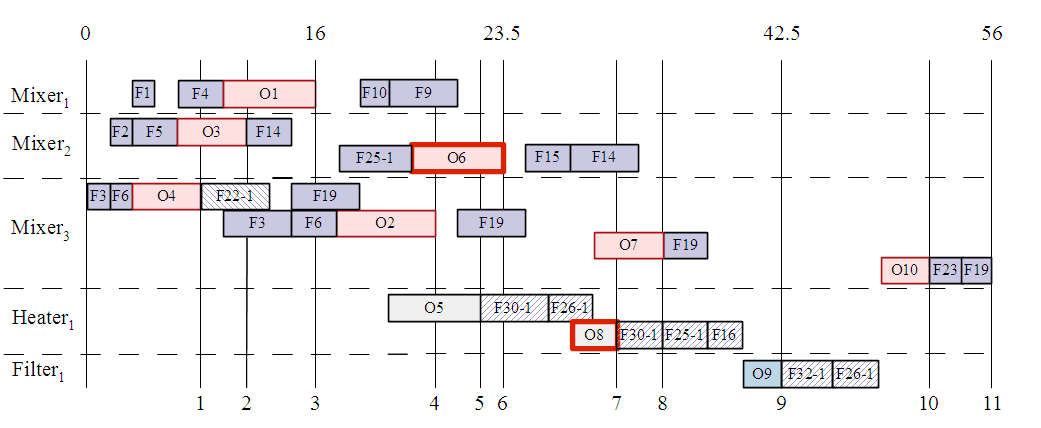 0 16 23.5 42.5 56
Mixer1 F1 F4 O1 F10 F9
Mixer2 F2 F5 O3 F14
F25-1 O6 F15 F14
F3 F6 O4 F22-1 F19
Mixer3 F3 F6 O2 F19
O7 F19
O10 F23 F19
Heater1 O5 F30-1 F26-1
O8 F30-1 F25-1 F16
Filter1 O9 F32-1 F26-1
1 2 3 4 5 6 7 8 9 10 11